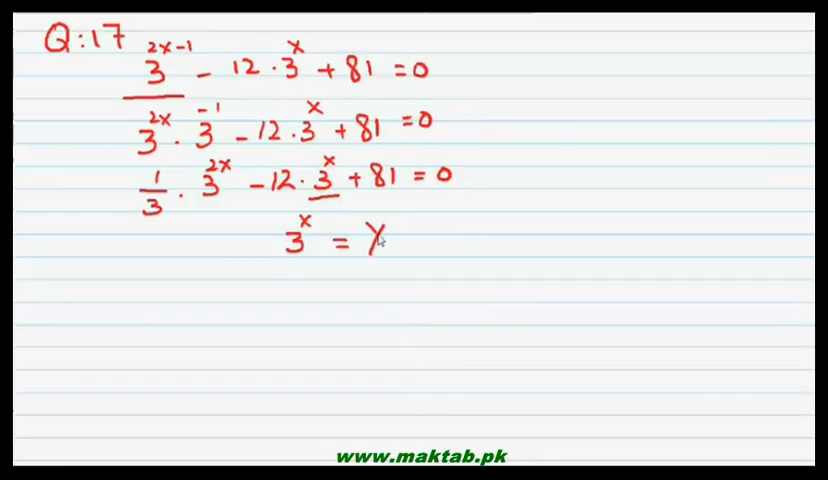 Q:17
3^(2x-1) - 12 · 3^x + 81 = 0
3^(2x) · 3^(-1) - 12 · 3^x + 81 = 0
1/3 · 3^(2x) - 12 · 3^x + 81 = 0
3^x = y
www.maktab.pk